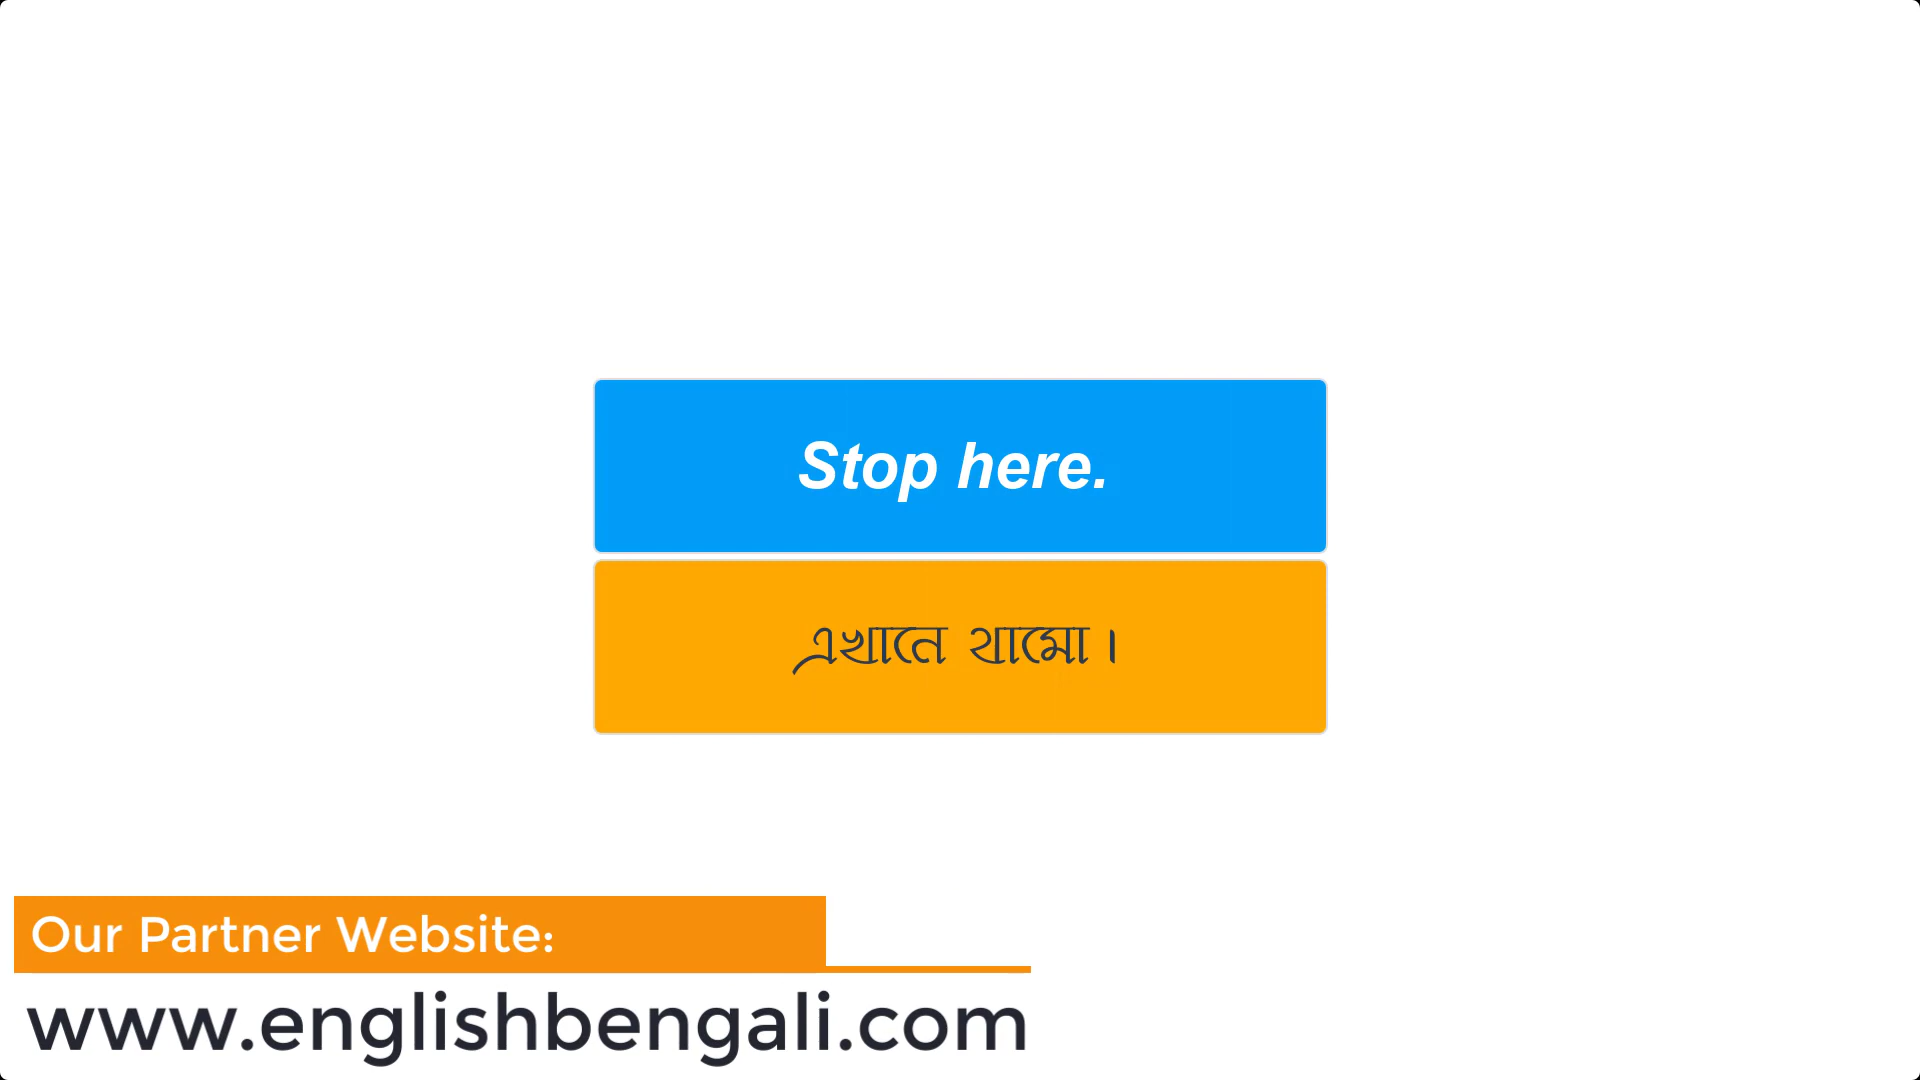 Stop here.
এখানে থামো।
Our Partner Website:
www.englishbengali.com